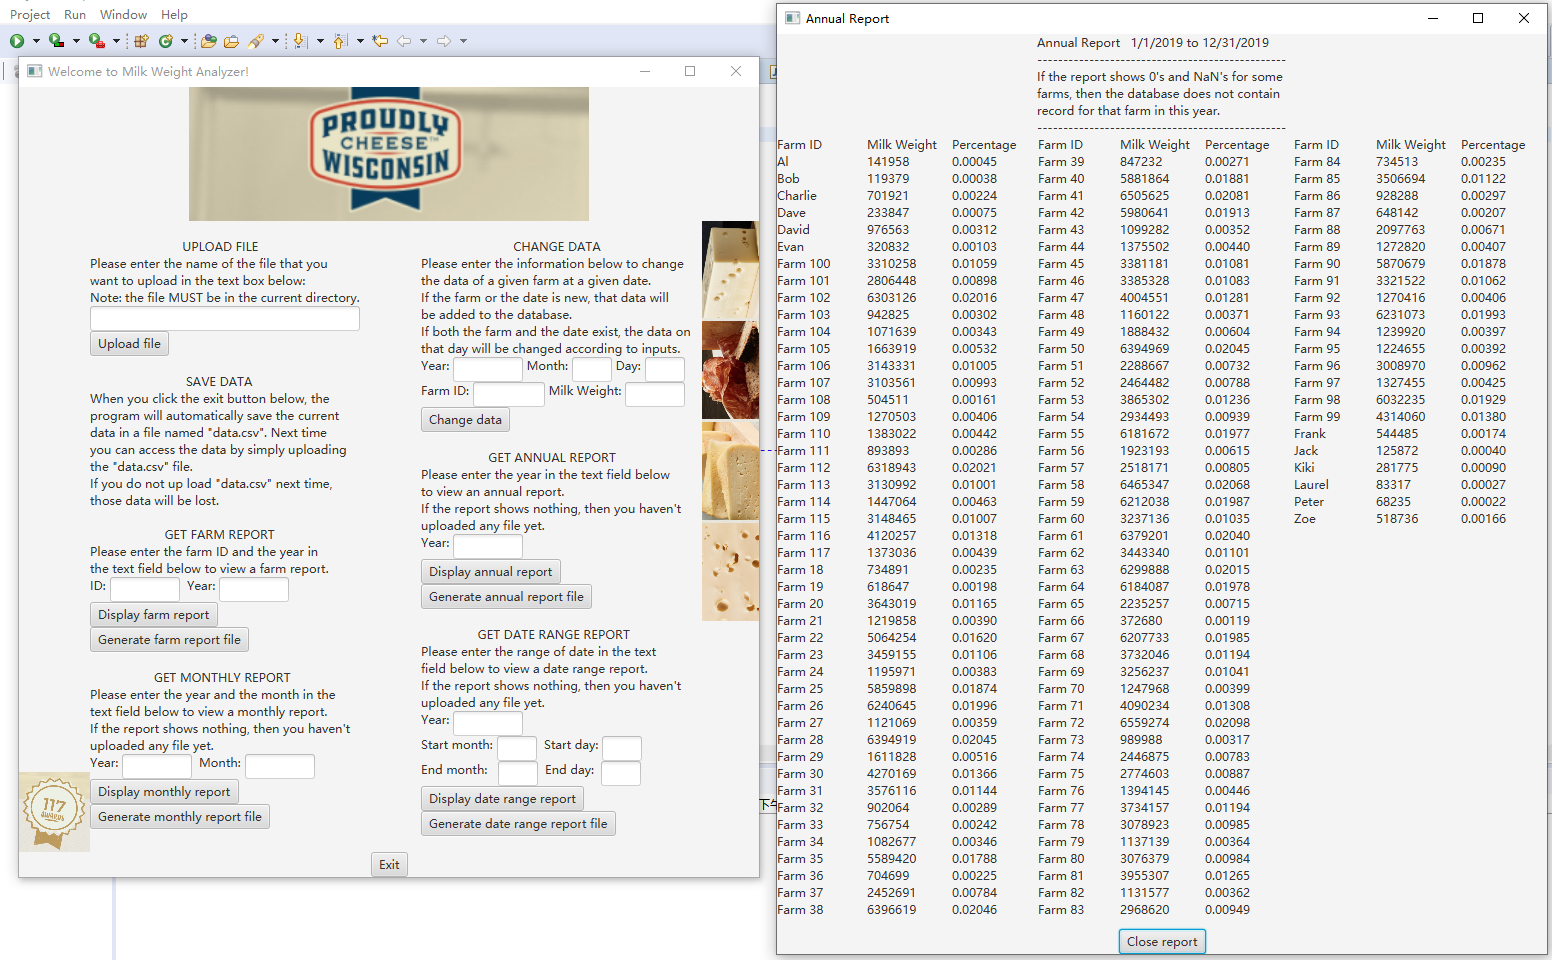 Project Run Window Help
Welcome to Milk Weight Analyzer!
PROUDLY
CHEESE™
WISCONSIN
UPLOAD FILE
Please enter the name of the file that you
want to upload in the text box below:
Note: the file MUST be in the current directory.
Upload file
SAVE DATA
When you click the exit button below, the
program will automatically save the current
data in a file named "data.csv". Next time
you can access the data by simply uploading
the "data.csv" file.
If you do not up load "data.csv" next time,
those data will be lost.
GET FARM REPORT
Please enter the farm ID and the year in
the text field below to view a farm report.
ID: Year:
Display farm report
Generate farm report file
GET MONTHLY REPORT
Please enter the year and the month in the
text field below to view a monthly report.
If the report shows nothing, then you haven't
uploaded any file yet.
Year: Month:
Display monthly report
Generate monthly report file
117
AWARDS
CHANGE DATA
Please enter the information below to change
the data of a given farm at a given date.
If the farm or the date is new, that data will
be added to the database.
If both the farm and the date exist, the data on
that day will be changed according to inputs.
Year: Month: Day:
Farm ID: Milk Weight:
Change data
GET ANNUAL REPORT
Please enter the year in the text field below
to view an annual report.
If the report shows nothing, then you haven't
uploaded any file yet.
Year:
Display annual report
Generate annual report file
GET DATE RANGE REPORT
Please enter the range of date in the text
field below to view a date range report.
If the report shows nothing, then you haven't
uploaded any file yet.
Year:
Start month: Start day:
End month: End day:
Display date range report
Generate date range report file
Exit
Annual Report
Annual Report 1/1/2019 to 12/31/2019
------------------------------------------------
If the report shows 0's and NaN's for some
farms, then the database does not contain
record for that farm in this year.
------------------------------------------------
Farm ID Milk Weight Percentage Farm ID Milk Weight Percentage Farm ID Milk Weight Percentage
Al 141958 0.00045 Farm 39 847232 0.00271 Farm 84 734513 0.00235
Bob 119379 0.00038 Farm 40 5881864 0.01881 Farm 85 3506694 0.01122
Charlie 701921 0.00224 Farm 41 6505625 0.02081 Farm 86 928288 0.00297
Dave 233847 0.00075 Farm 42 5980641 0.01913 Farm 87 648142 0.00207
David 976563 0.00312 Farm 43 1099282 0.00352 Farm 88 2097763 0.00671
Evan 320832 0.00103 Farm 44 1375502 0.00440 Farm 89 1272820 0.00407
Farm 100 3310258 0.01059 Farm 45 3381181 0.01081 Farm 90 5870679 0.01878
Farm 101 2806448 0.00898 Farm 46 3385328 0.01083 Farm 91 3321522 0.01062
Farm 102 6303126 0.02016 Farm 47 4004551 0.01281 Farm 92 1270416 0.00406
Farm 103 942825 0.00302 Farm 48 1160122 0.00371 Farm 93 6231073 0.01993
Farm 104 1071639 0.00343 Farm 49 1888432 0.00604 Farm 94 1239920 0.00397
Farm 105 1663919 0.00532 Farm 50 6394969 0.02045 Farm 95 1224655 0.00392
Farm 106 3143331 0.01005 Farm 51 2288667 0.00732 Farm 96 3008970 0.00962
Farm 107 3103561 0.00993 Farm 52 2464482 0.00788 Farm 97 1327455 0.00425
Farm 108 504511 0.00161 Farm 53 3865302 0.01236 Farm 98 6032235 0.01929
Farm 109 1270503 0.00406 Farm 54 2934493 0.00939 Farm 99 4314060 0.01380
Farm 110 1383022 0.00442 Farm 55 6181672 0.01977 Frank 544485 0.00174
Farm 111 893893 0.00286 Farm 56 1923193 0.00615 Jack 125872 0.00040
Farm 112 6318943 0.02021 Farm 57 2518171 0.00805 Kiki 281775 0.00090
Farm 113 3130992 0.01001 Farm 58 6465347 0.02068 Laurel 83317 0.00027
Farm 114 1447064 0.00463 Farm 59 6212038 0.01987 Peter 68235 0.00022
Farm 115 3148465 0.01007 Farm 60 3237136 0.01035 Zoe 518736 0.00166
Farm 116 4120257 0.01318 Farm 61 6379201 0.02040
Farm 117 1373036 0.00439 Farm 62 3443340 0.01101
Farm 18 734891 0.00235 Farm 63 6299888 0.02015
Farm 19 618647 0.00198 Farm 64 6184087 0.01978
Farm 20 3643019 0.01165 Farm 65 2235257 0.00715
Farm 21 1219858 0.00390 Farm 66 372680 0.00119
Farm 22 5064254 0.01620 Farm 67 6207733 0.01985
Farm 23 3459155 0.01106 Farm 68 3732046 0.01194
Farm 24 1195971 0.00383 Farm 69 3256237 0.01041
Farm 25 5859898 0.01874 Farm 70 1247968 0.00399
Farm 26 6240645 0.01996 Farm 71 4090234 0.01308
Farm 27 1121069 0.00359 Farm 72 6559274 0.02098
Farm 28 6394919 0.02045 Farm 73 989988 0.00317
Farm 29 1611828 0.00516 Farm 74 2446875 0.00783
Farm 30 4270169 0.01366 Farm 75 2774603 0.00887
Farm 31 3576116 0.01144 Farm 76 1394145 0.00446
Farm 32 902064 0.00289 Farm 77 3734157 0.01194
Farm 33 756754 0.00242 Farm 78 3078923 0.00985
Farm 34 1082677 0.00346 Farm 79 1137139 0.00364
Farm 35 5589420 0.01788 Farm 80 3076379 0.00984
Farm 36 704699 0.00225 Farm 81 3955307 0.01265
Farm 37 2452691 0.00784 Farm 82 1131577 0.00362
Farm 38 6396619 0.02046 Farm 83 2968620 0.00949
Close report